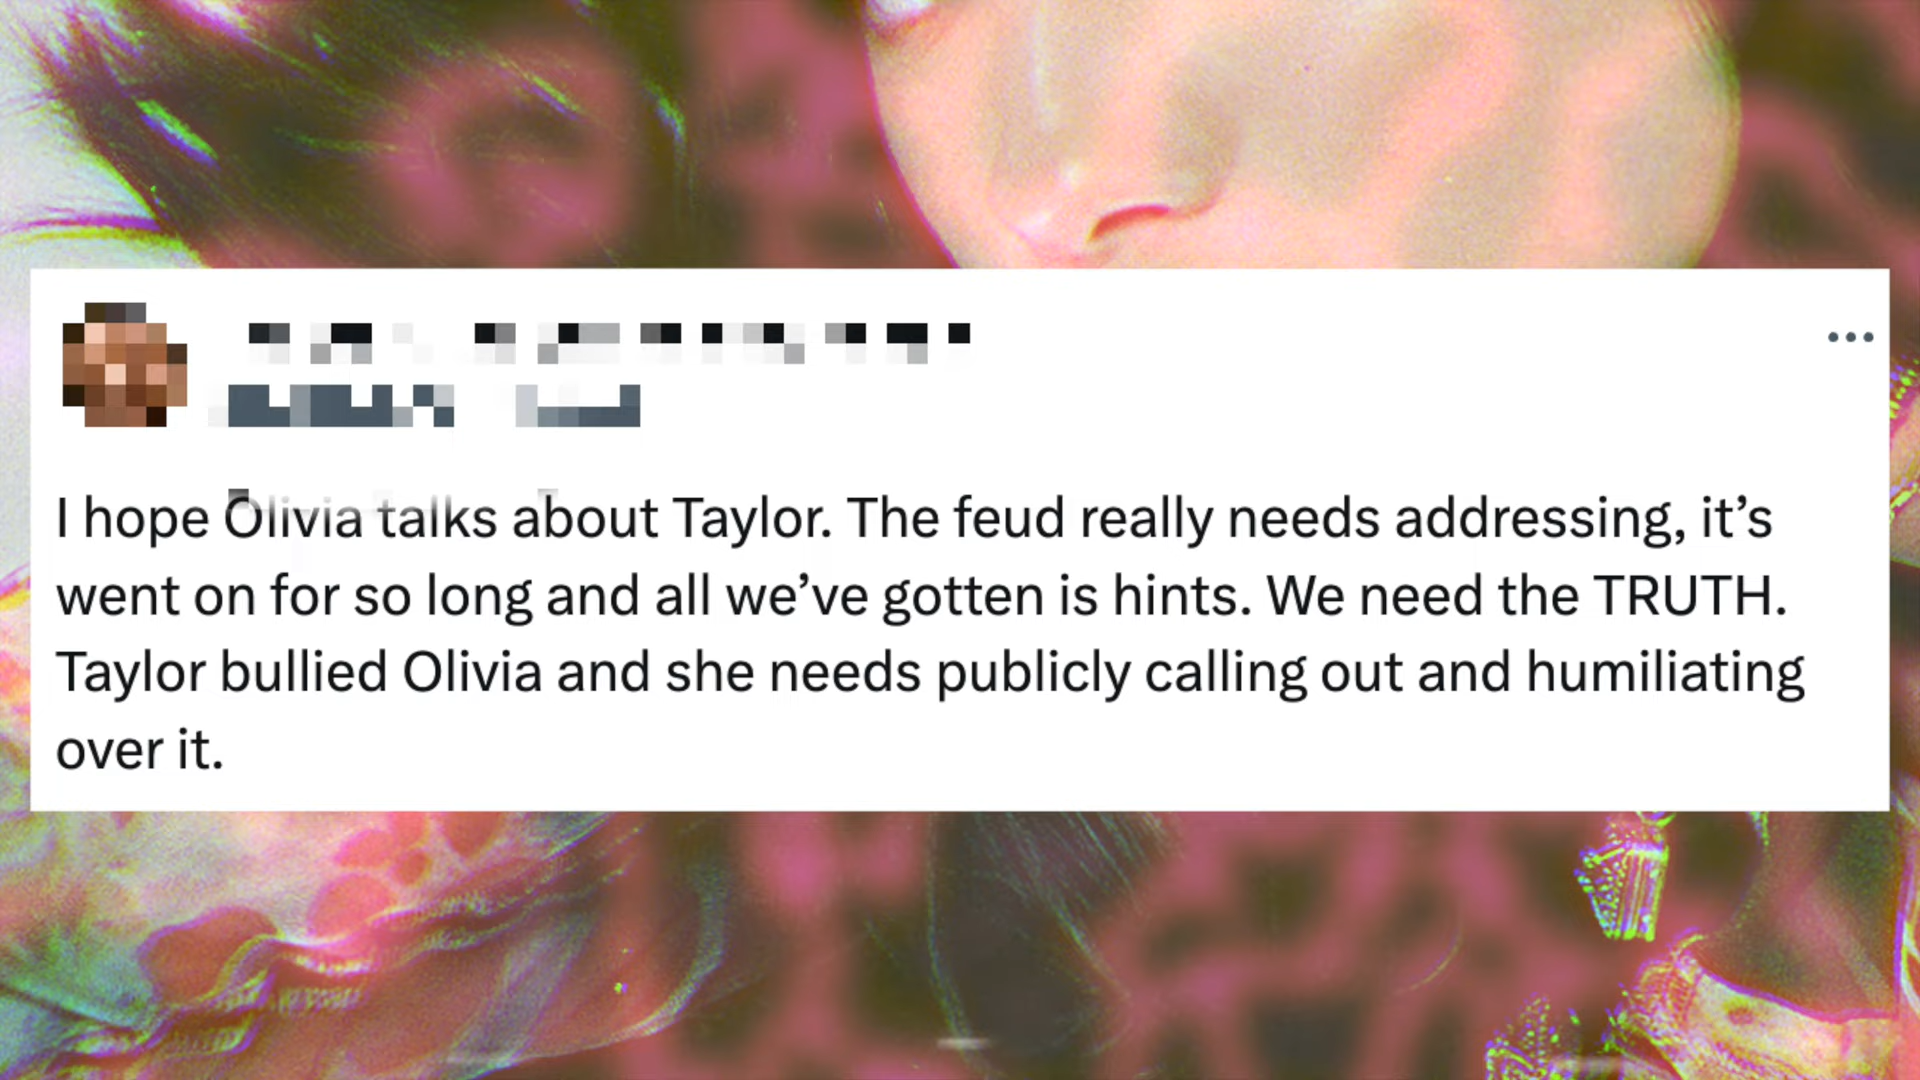 I hope Olivia talks about Taylor. The feud really needs addressing, it’s
went on for so long and all we’ve gotten is hints. We need the TRUTH.
Taylor bullied Olivia and she needs publicly calling out and humiliating
over it.